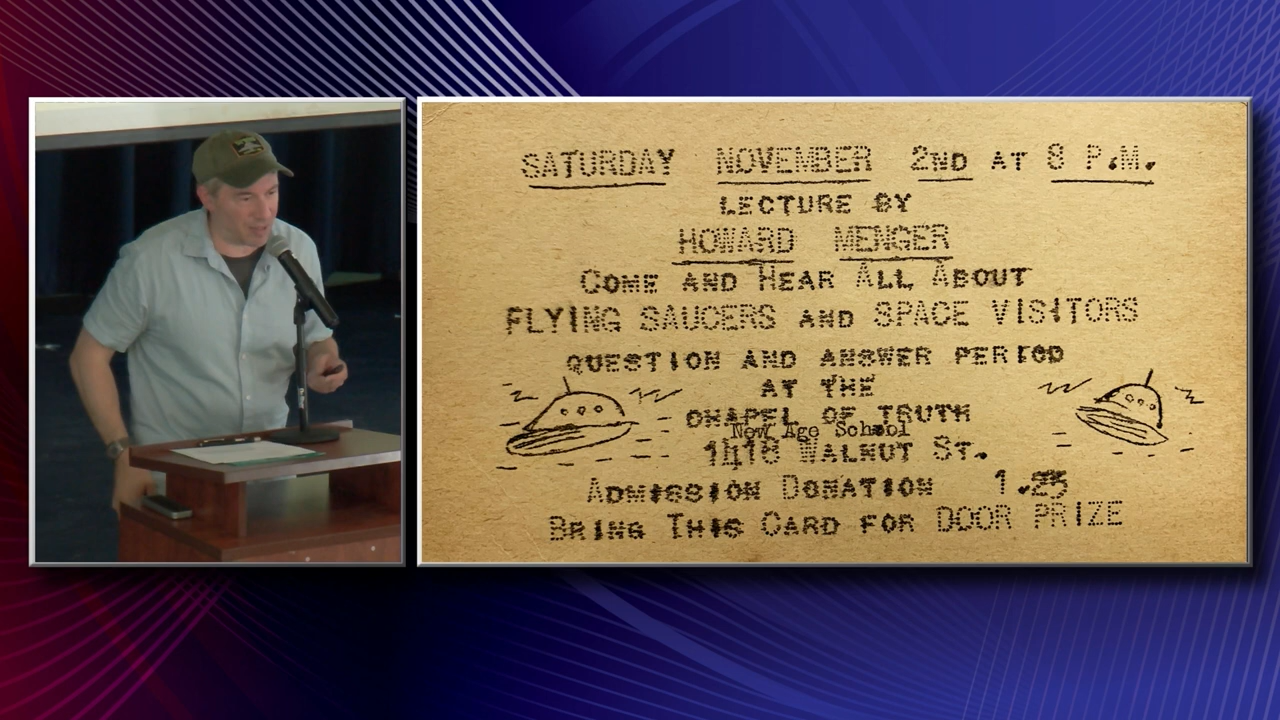 SATURDAY NOVEMBER 2ND AT 8 P.M.
LECTURE BY
HOWARD MENGER
COME AND HEAR ALL ABOUT
FLYING SAUCERS AND SPACE VISITORS
QUESTION AND ANSWER PERIOD
AT THE
CHAPEL OF TRUTH
New Age School
1418 WALNUT ST.
ADMISSION DONATION 1.25
BRING THIS CARD FOR DOOR PRIZE